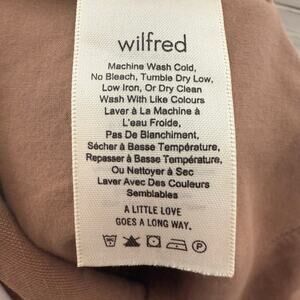 wilfred
Machine Wash Cold,
No Bleach, Tumble Dry Low,
Low Iron, Or Dry Clean
Wash With Like Colours
Laver à La Machine à
L'eau Froide,
Pas De Blanchiment,
Sécher à Basse Température,
Repasser à Basse Température,
Ou Nettoyer à Sec
Laver Avec Des Couleurs
Semblables
A LITTLE LOVE
GOES A LONG WAY.